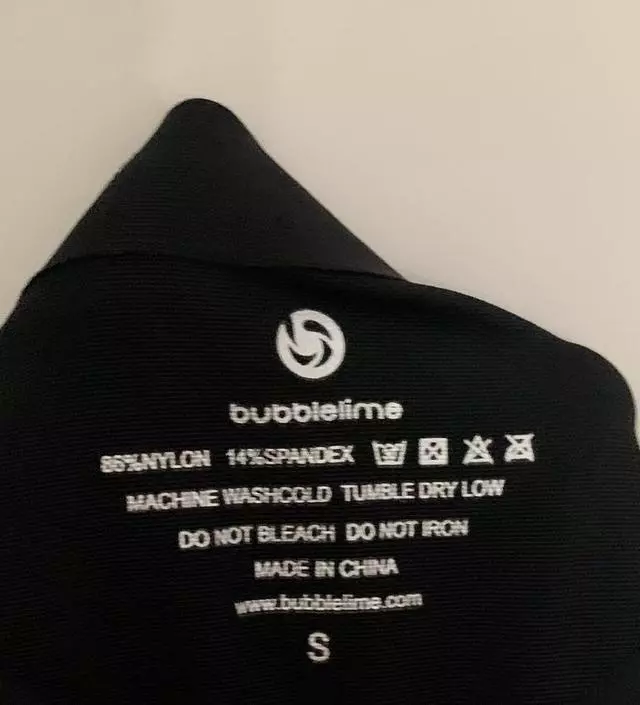 bubblelime
86%NYLON 14%SPANDEX
MACHINE WASHCOLD TUMBLE DRY LOW
DO NOT BLEACH DO NOT IRON
MADE IN CHINA
www.bubblelime.com
S